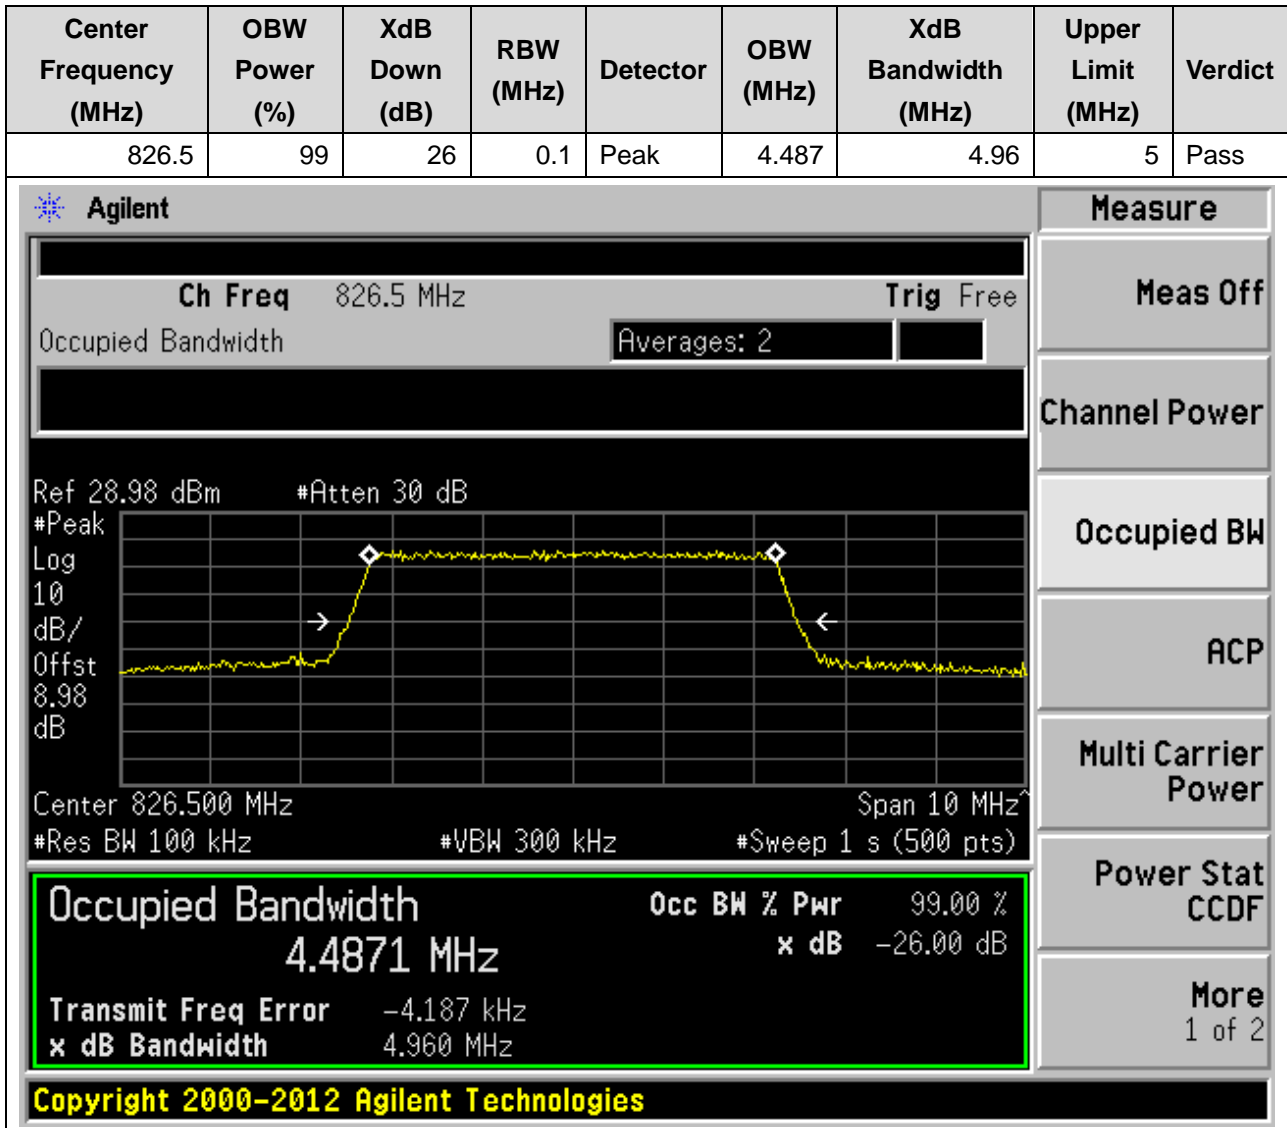 Center Frequency (MHz) OBW Power (%) XdB Down (dB) RBW (MHz) Detector OBW (MHz) XdB Bandwidth (MHz) Upper Limit (MHz) Verdict
826.5 99 26 0.1 Peak 4.487 4.96 5 Pass
Agilent
Measure
Ch Freq 826.5 MHz Trig Free
Meas Off
Occupied Bandwidth Averages: 2
Channel Power
Ref 28.98 dBm #Atten 30 dB
#Peak
Log
10
dB/
Offst
8.98
dB
Occupied BW
ACP
Multi Carrier
Power
Center 826.500 MHz Span 10 MHz^
#Res BW 100 kHz #VBW 300 kHz #Sweep 1 s (500 pts)
Power Stat
CCDF
Occupied Bandwidth Occ BW % Pwr 99.00 %
4.4871 MHz x dB -26.00 dB
Transmit Freq Error -4.187 kHz
x dB Bandwidth 4.960 MHz
More
1 of 2
Copyright 2000-2012 Agilent Technologies